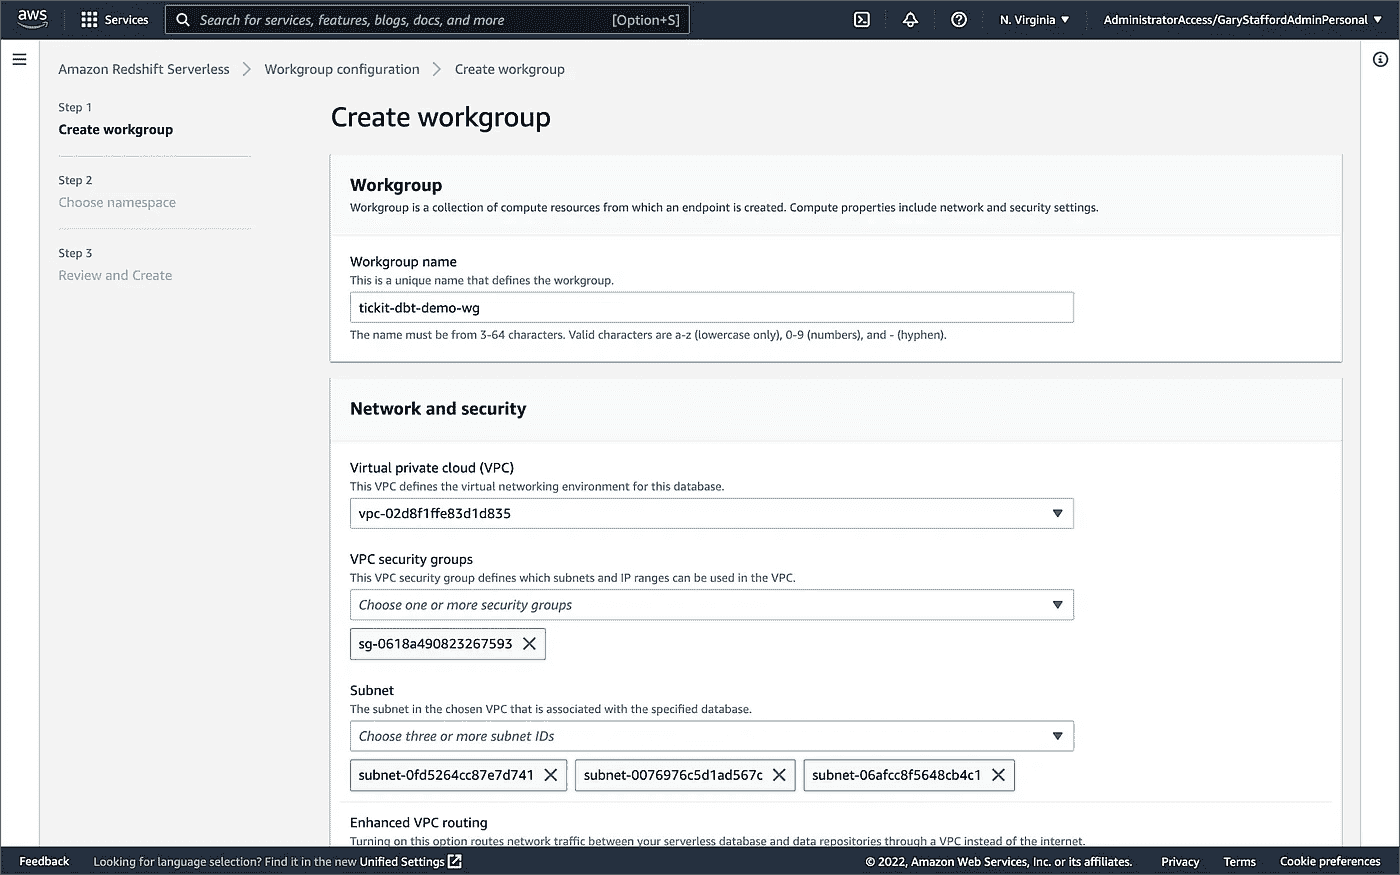 aws Services Search for services, features, blogs, docs, and more [Option+S] N. Virginia ▼ AdministratorAccess/GaryStaffordAdminPersonal ▼
Amazon Redshift Serverless > Workgroup configuration > Create workgroup
Step 1
Create workgroup
Step 2
Choose namespace
Step 3
Review and Create
Create workgroup
Workgroup
Workgroup is a collection of compute resources from which an endpoint is created. Compute properties include network and security settings.
Workgroup name
This is a unique name that defines the workgroup.
tickit-dbt-demo-wg
The name must be from 3-64 characters. Valid characters are a-z (lowercase only), 0-9 (numbers), and - (hyphen).
Network and security
Virtual private cloud (VPC)
This VPC defines the virtual networking environment for this database.
vpc-02d8f1ffe83d1d835
VPC security groups
This VPC security group defines which subnets and IP ranges can be used in the VPC.
Choose one or more security groups
sg-0618a490823267593
Subnet
The subnet in the chosen VPC that is associated with the specified database.
Choose three or more subnet IDs
subnet-0fd5264cc87e7d741 subnet-0076976c5d1ad567c subnet-06afcc8f5648cb4c1
Enhanced VPC routing
Turning on this option routes network traffic between your serverless database and data repositories through a VPC instead of the internet.
Feedback Looking for language selection? Find it in the new Unified Settings © 2022, Amazon Web Services, Inc. or its affiliates. Privacy Terms Cookie preferences